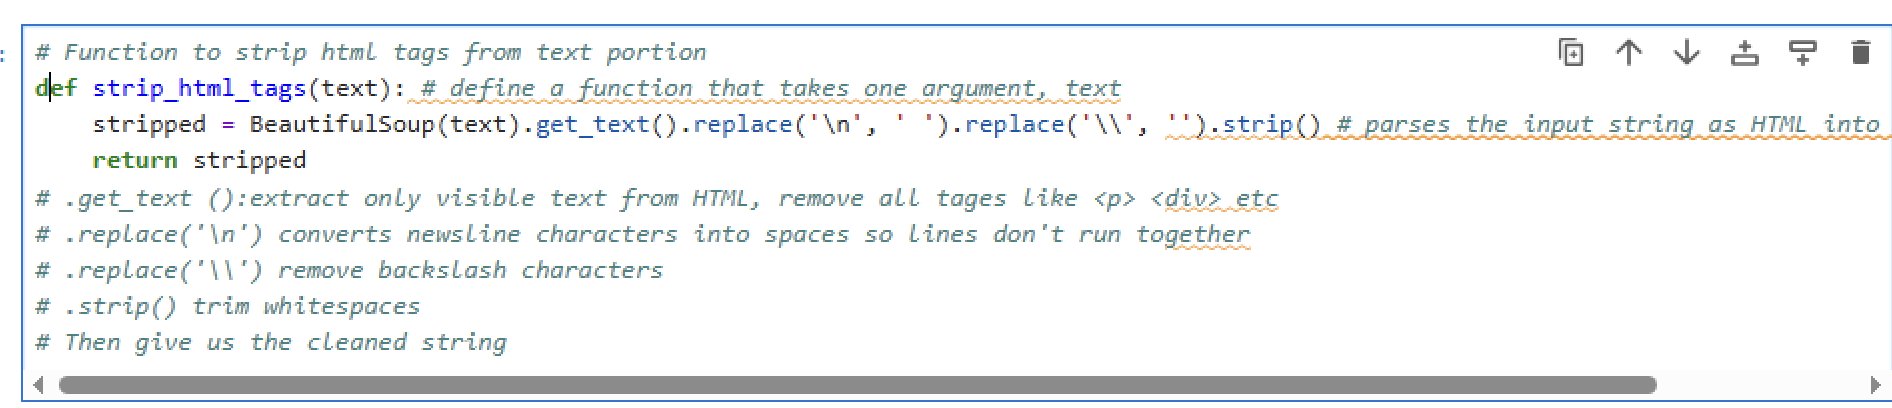 # Function to strip html tags from text portion
def strip_html_tags(text): # define a function that takes one argument, text
    stripped = BeautifulSoup(text).get_text().replace('\n', ' ').replace('\\', '').strip() # parses the input string as HTML into
    return stripped
# .get_text ():extract only visible text from HTML, remove all tages like <p> <div> etc
# .replace('\n') converts newsline characters into spaces so lines don't run together
# .replace('\\') remove backslash characters
# .strip() trim whitespaces
# Then give us the cleaned string